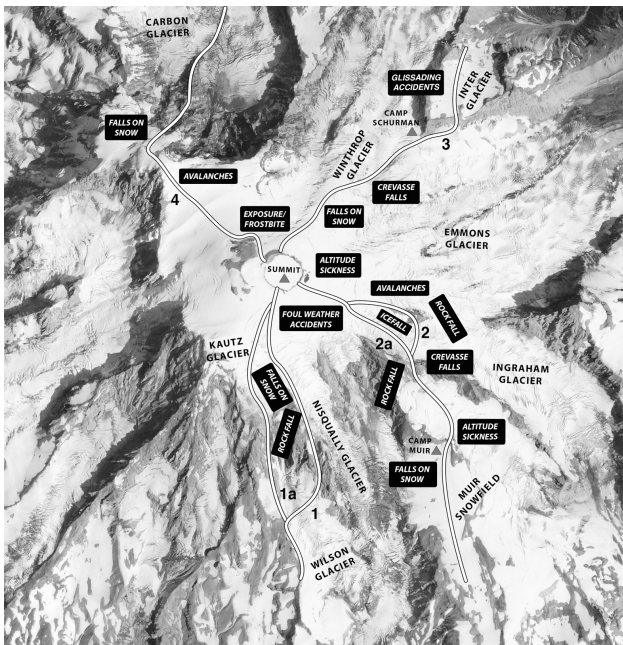 CARBON
GLACIER
GLISSADING
ACCIDENTS
INTER
GLACIER
CAMP
SCHURMAN
FALLS ON
SNOW
3
WINTHROP
GLACIER
AVALANCHES
4
CREVASSE
FALLS
EXPOSURE/
FROSTBITE
FALLS ON
SNOW
EMMONS
GLACIER
SUMMIT
ALTITUDE
SICKNESS
AVALANCHES
ROCK FALL
FOUL WEATHER
ACCIDENTS
ICEFALL
2
2a
KAUTZ
GLACIER
CREVASSE
FALLS
INGRAHAM
GLACIER
FALLS ON
SNOW
ROCK FALL
ROCK FALL
NISQUALLY GLACIER
ALTITUDE
SICKNESS
CAMP
MUIR
FALLS ON
SNOW
MUIR
SNOWFIELD
1a
1
WILSON
GLACIER